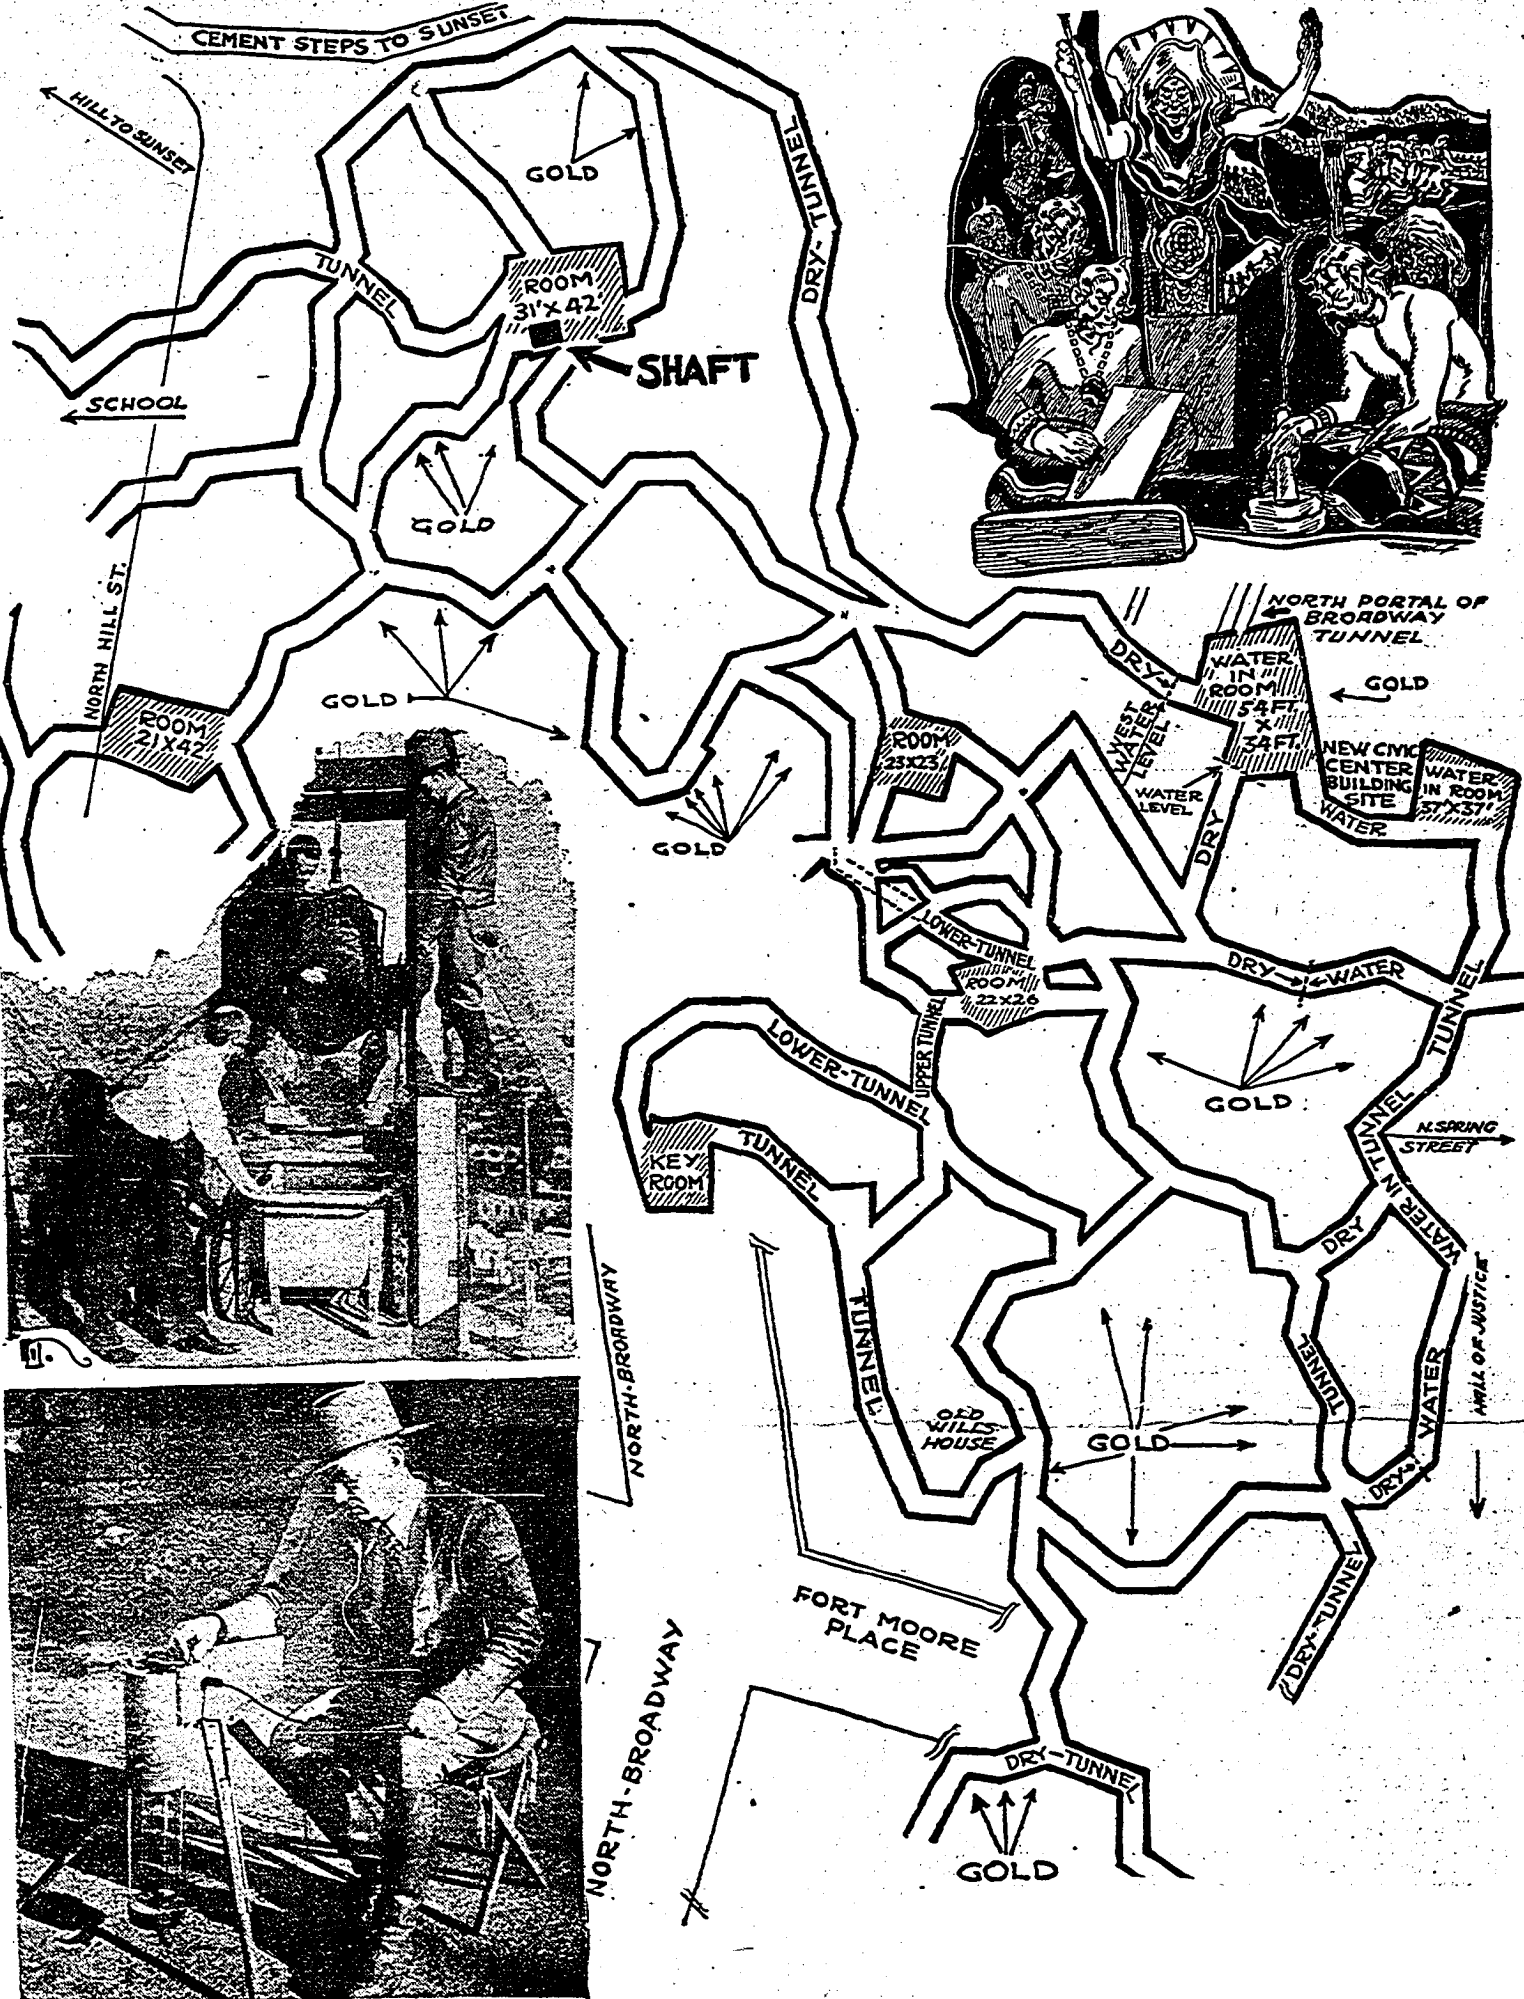 CEMENT STEPS TO SUNSET
HILL TO SUNSET
DRY-TUNNEL
GOLD
TUNNEL
ROOM
31'X 42'
SHAFT
SCHOOL
GOLD
NORTH HILL ST.
NORTH PORTAL OF
BROADWAY
TUNNEL
DRY
WATER
IN
ROOM
54 FT.
X
34 FT.
GOLD
GOLD
ROOM
21X42
WEST
WATER
LEVEL
ROOM
23X23
NEW CIVIC
CENTER
BUILDING
SITE
WATER
IN ROOM
37'X37'
WATER
LEVEL
WATER
DRY
GOLD
LOWER-TUNNEL
DRY
WATER
ROOM
22X26
TUNNEL
UPPER TUNNEL
LOWER-TUNNEL
GOLD
N. SPRING
STREET
WATER IN TUNNEL
TUNNEL
KEY
ROOM
DRY
NORTH-BROADWAY
HALL OF JUSTICE
TUNNEL
TUNNEL
WATER
OLD
WILLS
HOUSE
GOLD
DRY
FORT MOORE
PLACE
DRY-TUNNEL
NORTH-BROADWAY
DRY-TUNNEL
GOLD